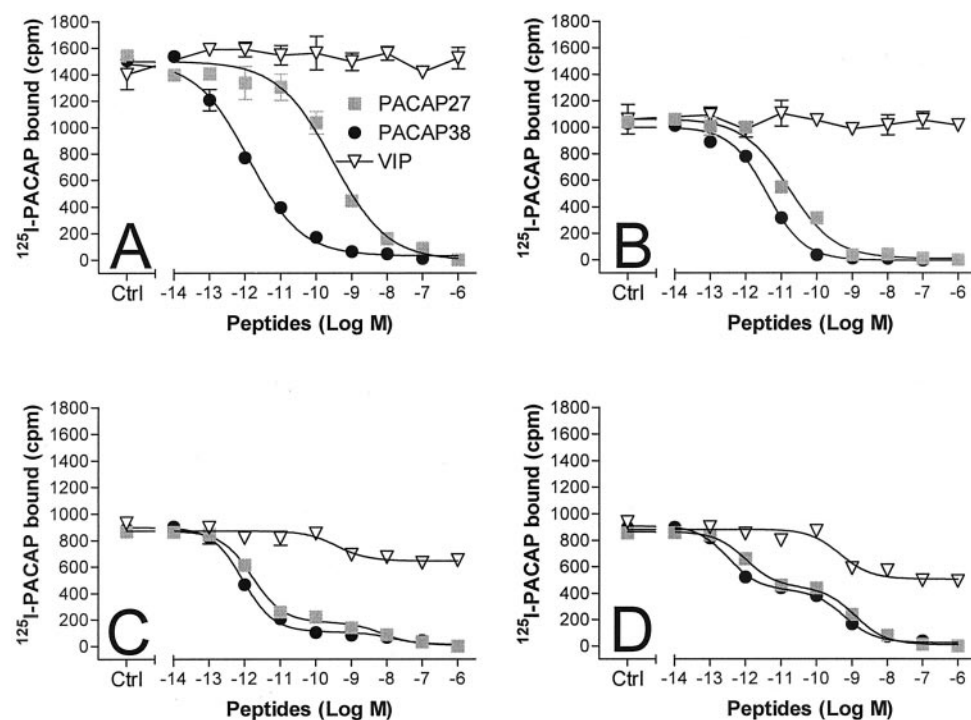 ¹²⁵I-PACAP bound (cpm)
1800
1600
1400
1200
1000
800
600
400
200
0
PACAP27
PACAP38
VIP
A
Ctrl
-14 -13 -12 -11 -10 -9 -8 -7 -6
Peptides (Log M)
¹²⁵I-PACAP bound (cpm)
1800
1600
1400
1200
1000
800
600
400
200
0
B
Ctrl
-14 -13 -12 -11 -10 -9 -8 -7 -6
Peptides (Log M)
¹²⁵I-PACAP bound (cpm)
1800
1600
1400
1200
1000
800
600
400
200
0
C
Ctrl
-14 -13 -12 -11 -10 -9 -8 -7 -6
Peptides (Log M)
¹²⁵I-PACAP bound (cpm)
1800
1600
1400
1200
1000
800
600
400
200
0
D
Ctrl
-14 -13 -12 -11 -10 -9 -8 -7 -6
Peptides (Log M)